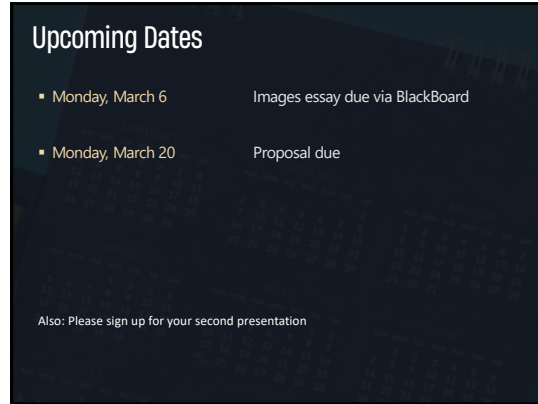 Upcoming Dates
▪ Monday, March 6 Images essay due via BlackBoard
▪ Monday, March 20 Proposal due
Also: Please sign up for your second presentation